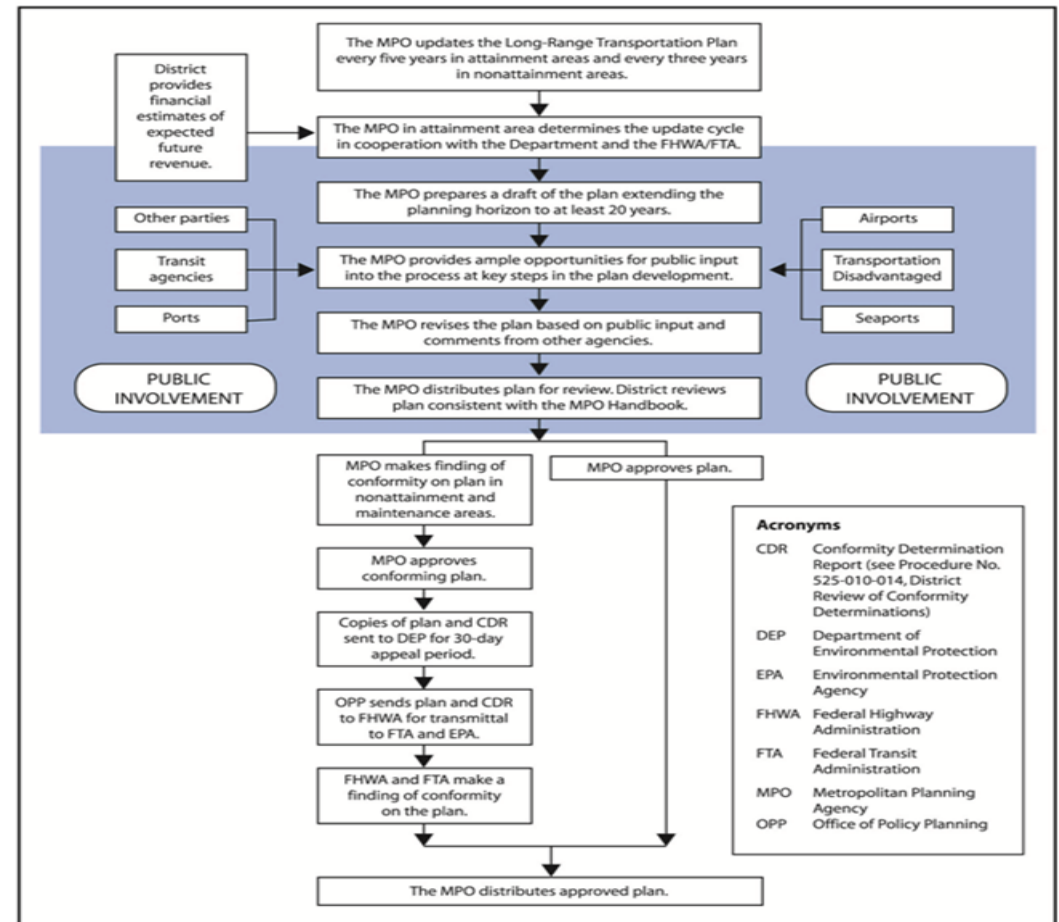 The MPO updates the Long-Range Transportation Plan
every five years in attainment areas and every three years
in nonattainment areas.
District
provides
financial
estimates of
expected
future
revenue.
The MPO in attainment area determines the update cycle
in cooperation with the Department and the FHWA/FTA.
The MPO prepares a draft of the plan extending the
planning horizon to at least 20 years.
Other parties
Transit
agencies
Ports
The MPO provides ample opportunities for public input
into the process at key steps in the plan development.
Airports
Transportation
Disadvantaged
Seaports
The MPO revises the plan based on public input and
comments from other agencies.
PUBLIC
INVOLVEMENT
The MPO distributes plan for review. District reviews
plan consistent with the MPO Handbook.
PUBLIC
INVOLVEMENT
MPO makes finding of
conformity on plan in
nonattainment and
maintenance areas.
MPO approves plan.
MPO approves
conforming plan.
Copies of plan and CDR
sent to DEP for 30-day
appeal period.
OPP sends plan and CDR
to FHWA for transmittal
to FTA and EPA.
FHWA and FTA make a
finding of conformity
on the plan.
The MPO distributes approved plan.
Acronyms
CDR Conformity Determination
Report (see Procedure No.
525-010-014, District
Review of Conformity
Determinations)
DEP Department of
Environmental Protection
EPA Environmental Protection
Agency
FHWA Federal Highway
Administration
FTA Federal Transit
Administration
MPO Metropolitan Planning
Agency
OPP Office of Policy Planning